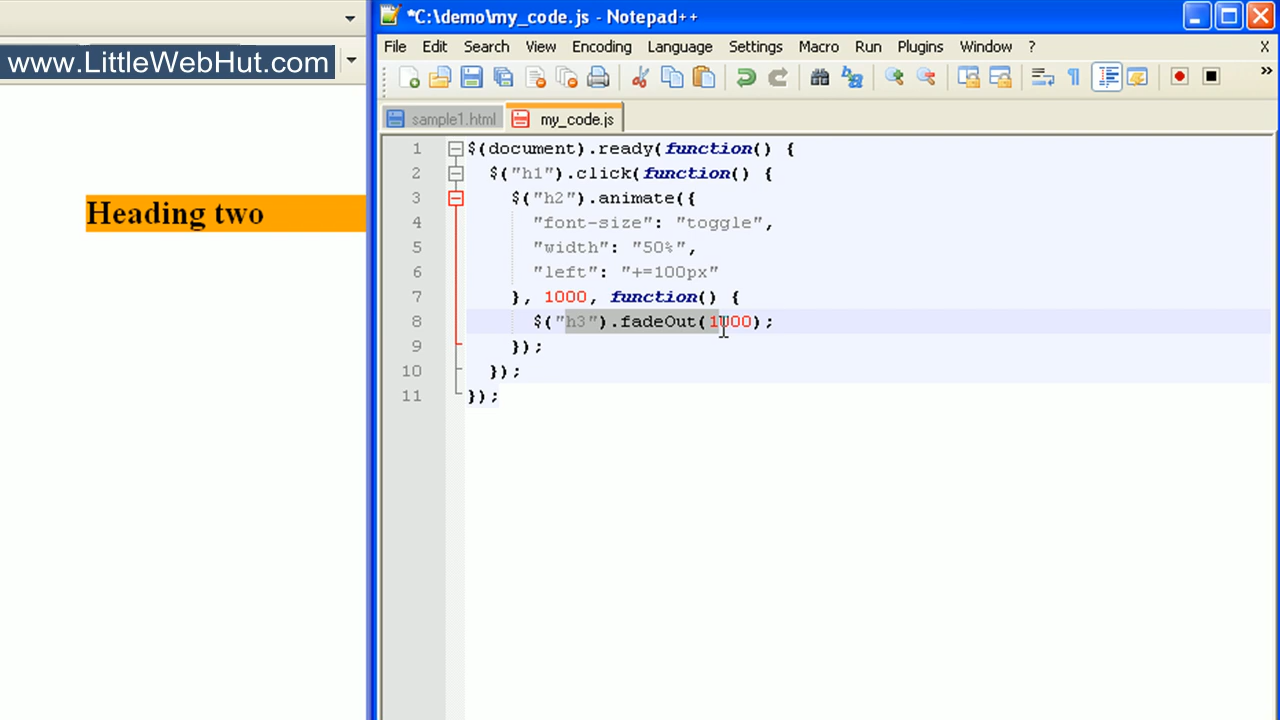 *C:\demo\my_code.js - Notepad++
www.LittleWebHut.com
File Edit Search View Encoding Language Settings Macro Run Plugins Window ? X
sample1.html my_code.js
1 $(document).ready(function() {
2 $("h1").click(function() {
3 $("h2").animate({
4 "font-size": "toggle",
5 "width": "50%",
6 "left": "+=100px"
7 }, 1000, function() {
8 $("h3").fadeOut(1000);
9 });
10 });
11 });
Heading two